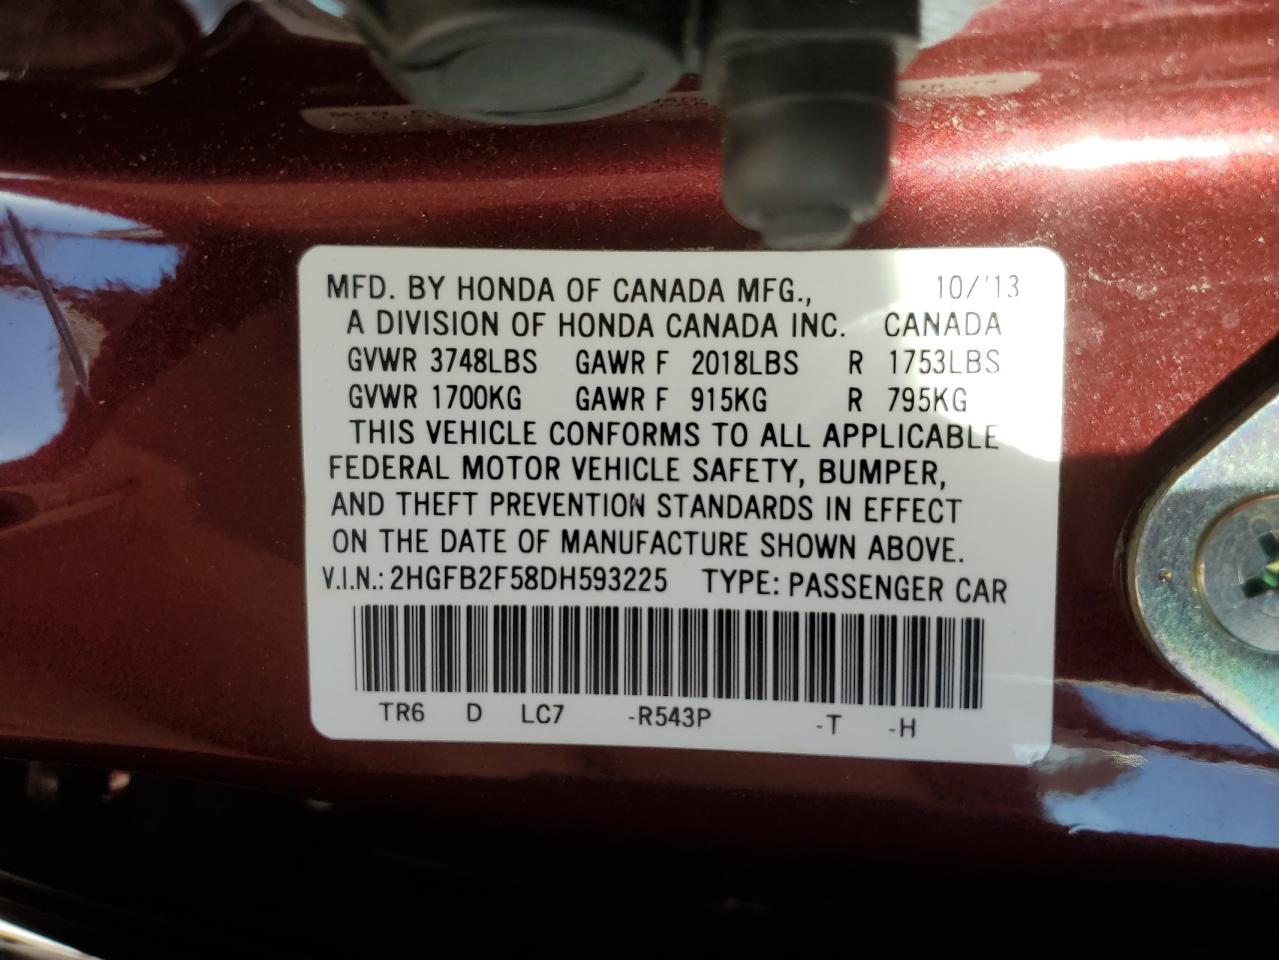 MFD. BY HONDA OF CANADA MFG., 10/'13
A DIVISION OF HONDA CANADA INC. CANADA
GVWR 3748LBS GAWR F 2018LBS R 1753LBS
GVWR 1700KG GAWR F 915KG R 795KG
THIS VEHICLE CONFORMS TO ALL APPLICABLE
FEDERAL MOTOR VEHICLE SAFETY, BUMPER,
AND THEFT PREVENTION STANDARDS IN EFFECT
ON THE DATE OF MANUFACTURE SHOWN ABOVE.
V.I.N.: 2HGFB2F58DH593225 TYPE: PASSENGER CAR
TR6 D LC7 -R543P -T -H